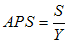 APS = S/Y